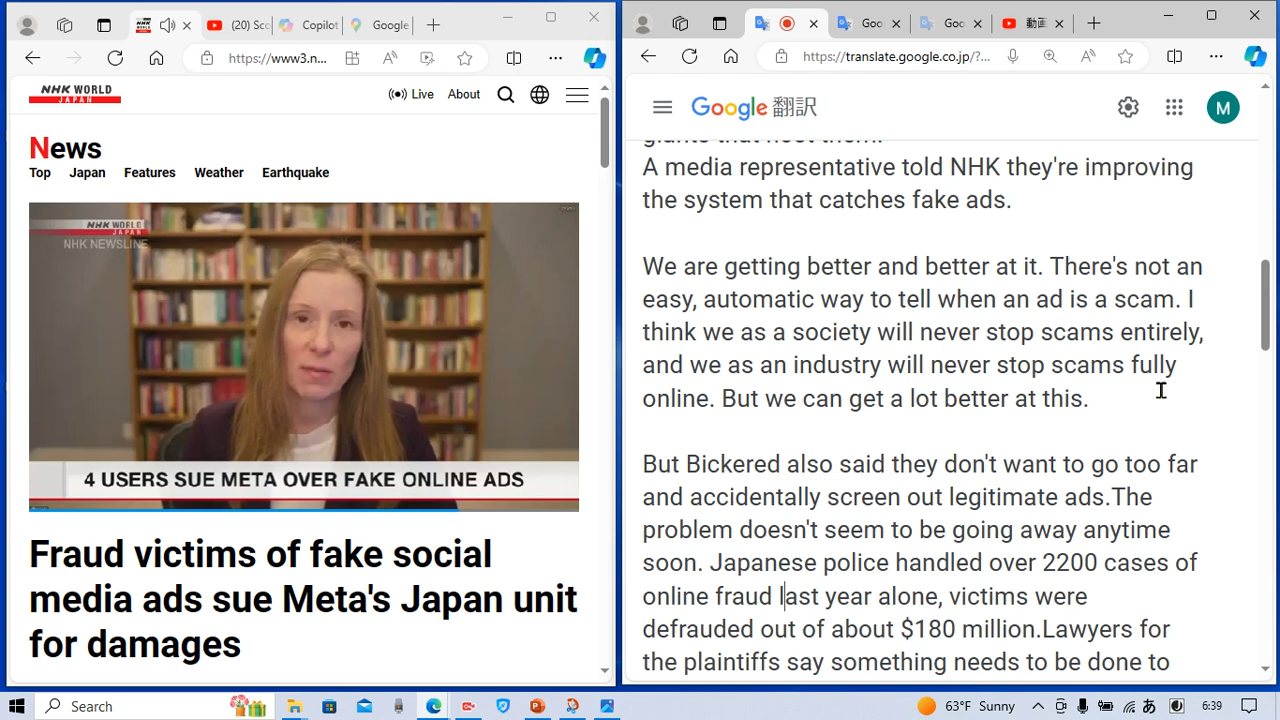 NHK
(20) Sc
Copilot
Google
https://www3.n...
NHK WORLD
JAPAN
Live
About
News
Top
Japan
Features
Weather
Earthquake
NHK WORLD
JAPAN
NHK NEWSLINE
4 USERS SUE META OVER FAKE ONLINE ADS
Fraud victims of fake social
media ads sue Meta's Japan unit
for damages
Goo
Goo
動画
https://translate.google.co.jp/?...
Google 翻訳
M
giants that host them.
A media representative told NHK they're improving
the system that catches fake ads.
We are getting better and better at it. There's not an
easy, automatic way to tell when an ad is a scam. I
think we as a society will never stop scams entirely,
and we as an industry will never stop scams fully
online. But we can get a lot better at this.
But Bickered also said they don't want to go too far
and accidentally screen out legitimate ads.The
problem doesn't seem to be going away anytime
soon. Japanese police handled over 2200 cases of
online fraud last year alone, victims were
defrauded out of about $180 million.Lawyers for
the plaintiffs say something needs to be done to
Search
63°F Sunny
あ
6:39